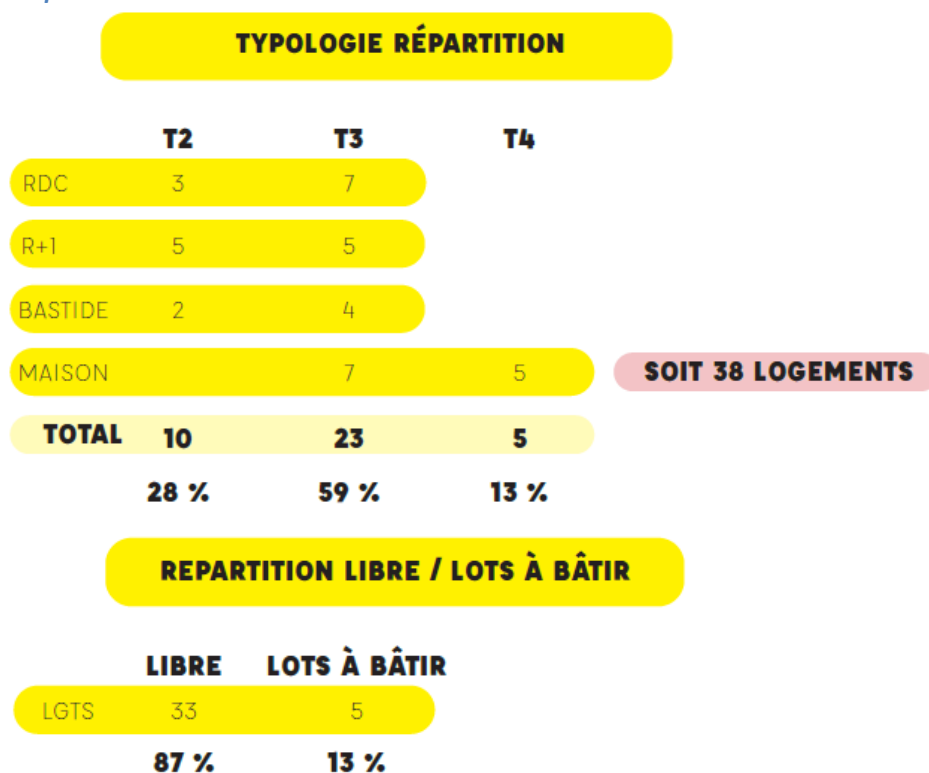 TYPOLOGIE RÉPARTITION
T2 T3 T4
RDC 3 7
R+1 5 5
BASTIDE 2 4
MAISON 7 5 SOIT 38 LOGEMENTS
TOTAL 10 23 5
28 % 59 % 13 %
REPARTITION LIBRE / LOTS À BÂTIR
LIBRE LOTS À BÂTIR
LGTS 33 5
87 % 13 %